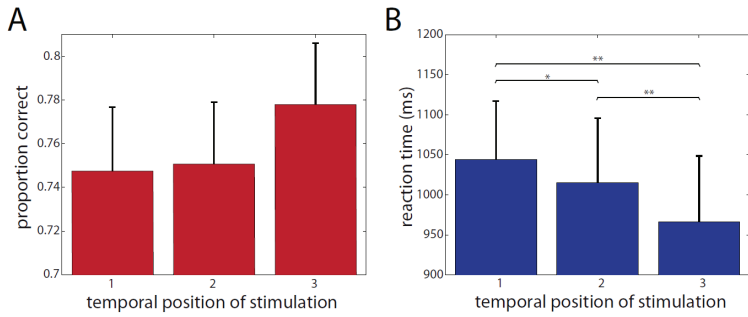 A
proportion correct
0.8
0.78
0.76
0.74
0.72
0.7
1 2 3
temporal position of stimulation
B
reaction time (ms)
1200
1150
1100
1050
1000
950
900
**
* **
1 2 3
temporal position of stimulation